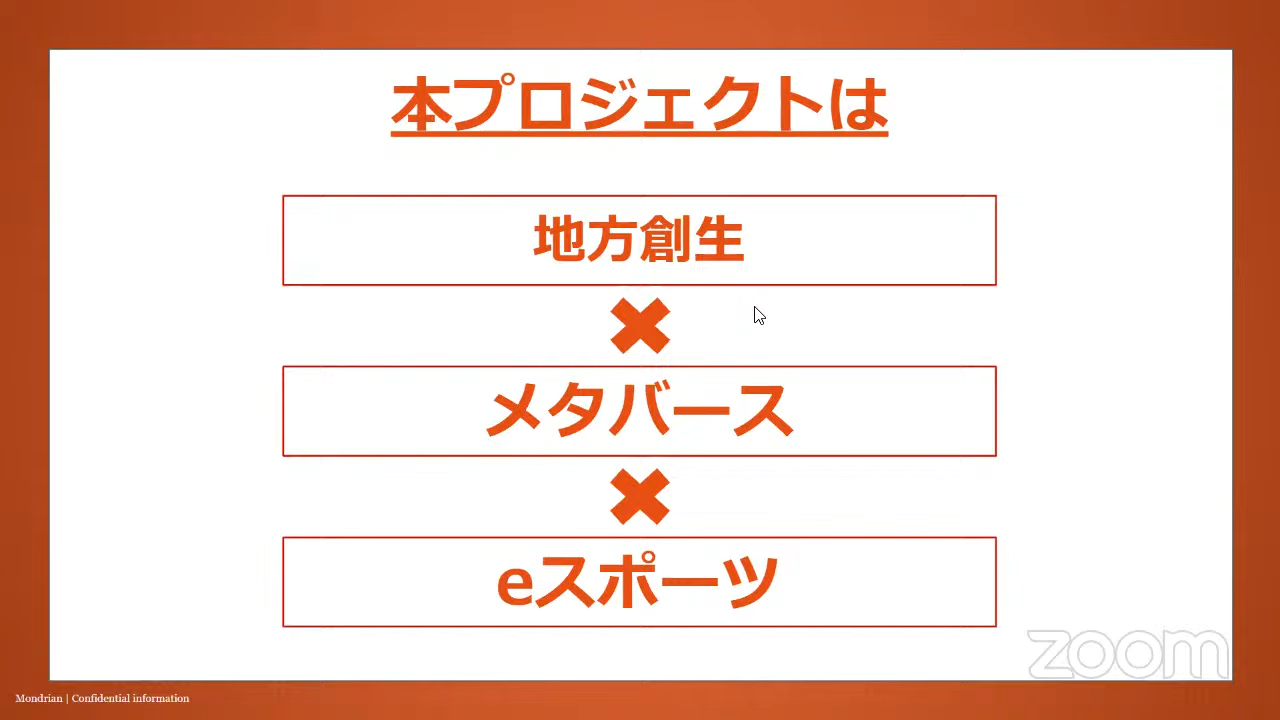 本プロジェクトは
地方創生
✖
メタバース
✖
eスポーツ
zoom
Mondrian | Confidential information